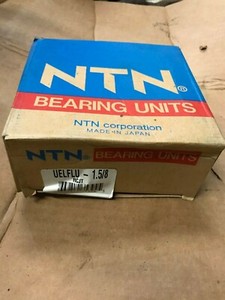 NTN®
BEARING UNITS
NTN corporation
MADE IN JAPAN
NTN
BEARING UNITS
UELFLU - 1.5/8